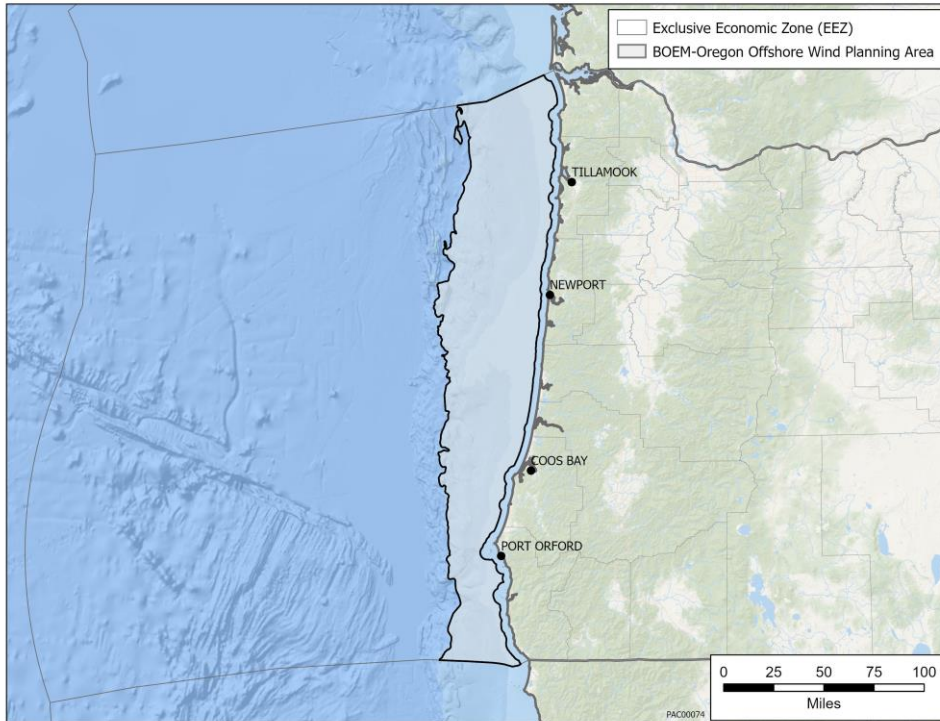 Exclusive Economic Zone (EEZ)
BOEM-Oregon Offshore Wind Planning Area
TILLAMOOK
NEWPORT
COOS BAY
PORT ORFORD
0 25 50 75 100
Miles
PAC00074